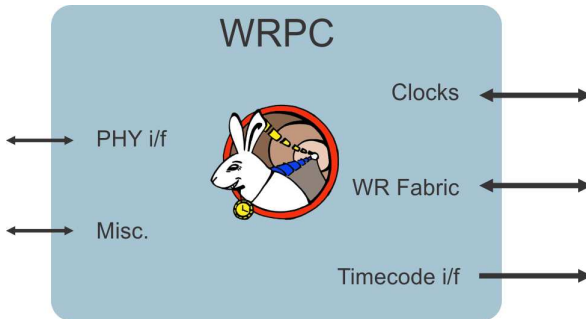 WRPC
Clocks
PHY i/f
WR Fabric
Misc.
Timecode i/f